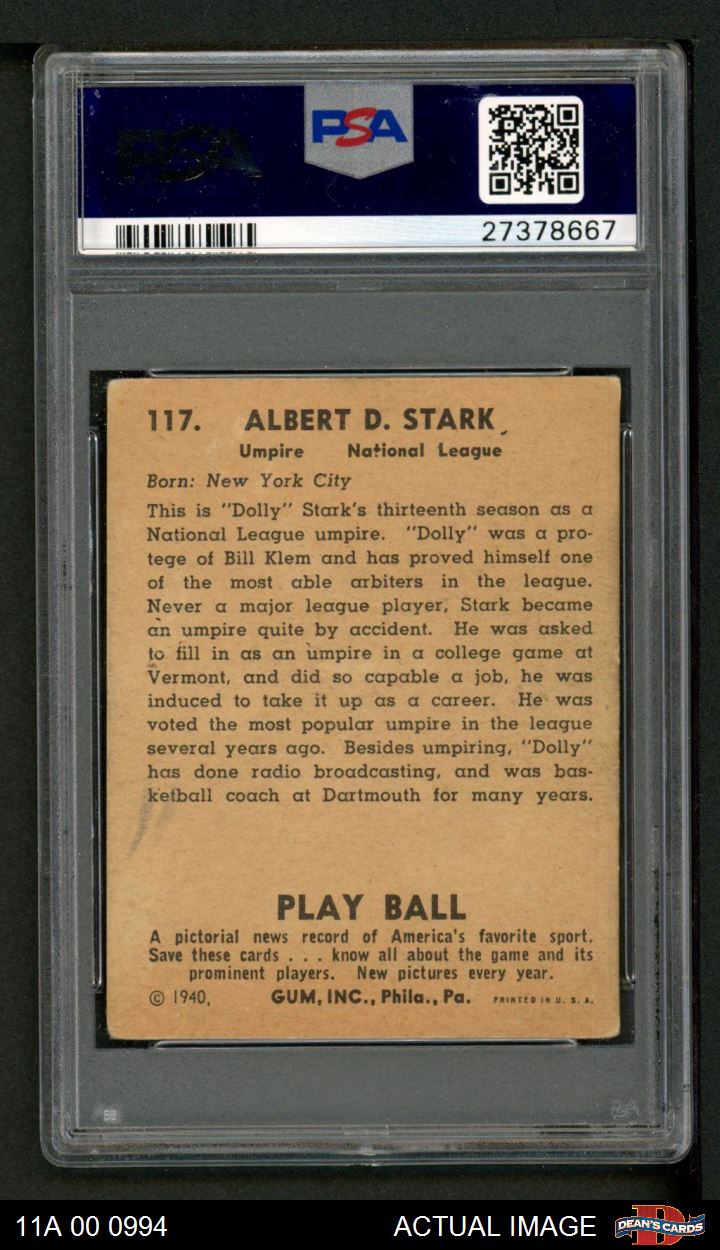 PSA
PSA
27378667
117. ALBERT D. STARK
Umpire National League
Born: New York City
This is "Dolly" Stark's thirteenth season as a
National League umpire. "Dolly" was a pro-
tege of Bill Klem and has proved himself one
of the most able arbiters in the league.
Never a major league player, Stark became
an umpire quite by accident. He was asked
to fill in as an umpire in a college game at
Vermont, and did so capable a job, he was
induced to take it up as a career. He was
voted the most popular umpire in the league
several years ago. Besides umpiring, "Dolly"
has done radio broadcasting, and was bas-
ketball coach at Dartmouth for many years.
PLAY BALL
A pictorial news record of America's favorite sport.
Save these cards . . . know all about the game and its
prominent players. New pictures every year.
© 1940, GUM, INC., Phila., Pa. PRINTED IN U. S. A.
PSA
11A 00 0994 ACTUAL IMAGE DEAN'S CARDS